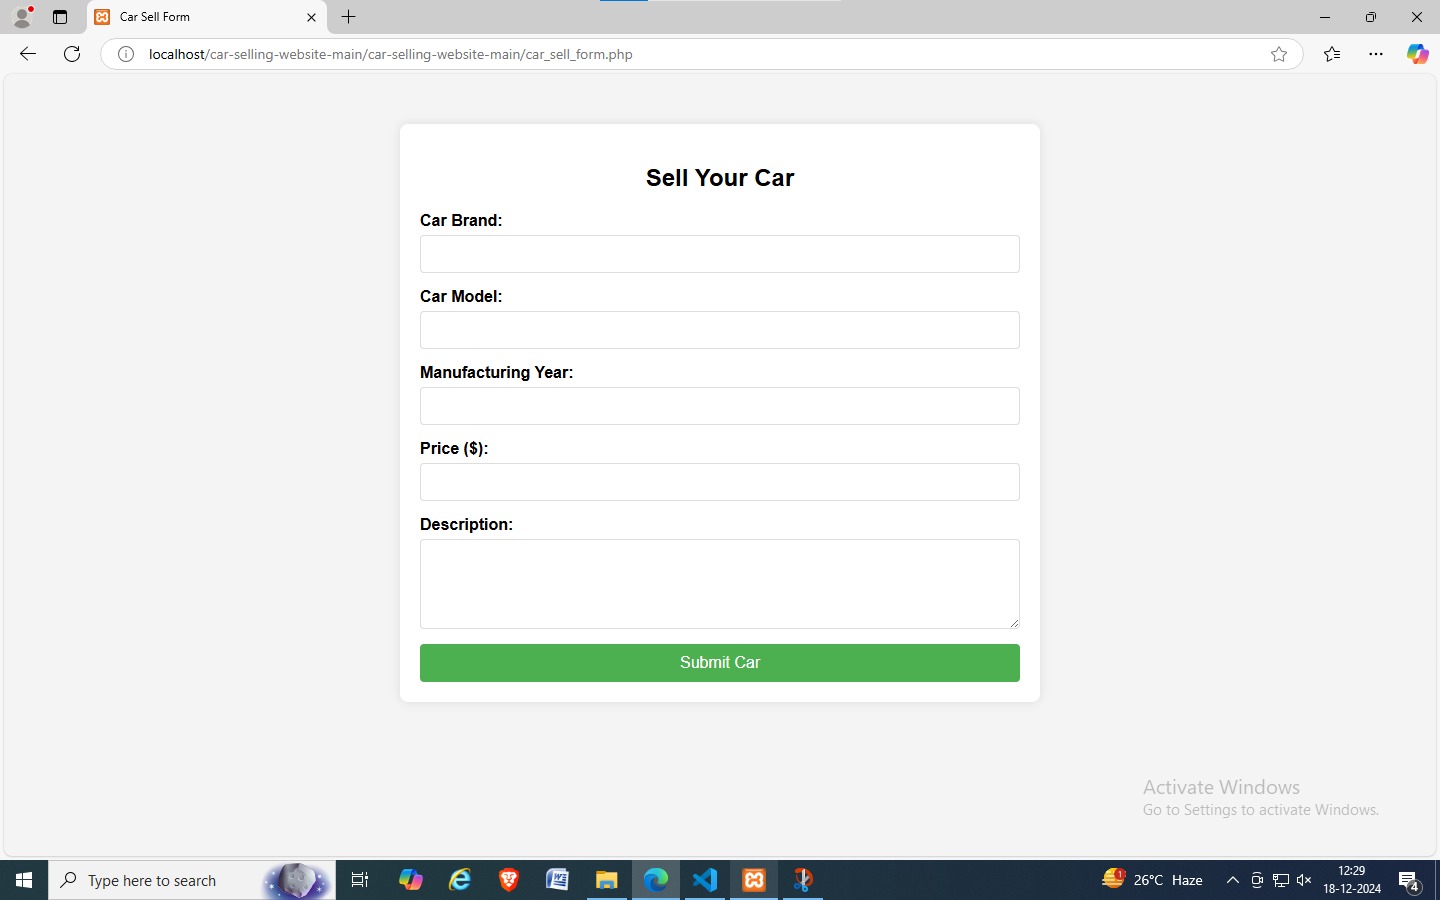 Car Sell Form
localhost/car-selling-website-main/car-selling-website-main/car_sell_form.php
Sell Your Car
Car Brand:
Car Model:
Manufacturing Year:
Price ($):
Description:
Submit Car
Activate Windows
Go to Settings to activate Windows.
Type here to search
1
26°C Haze
12:29
18-12-2024
4